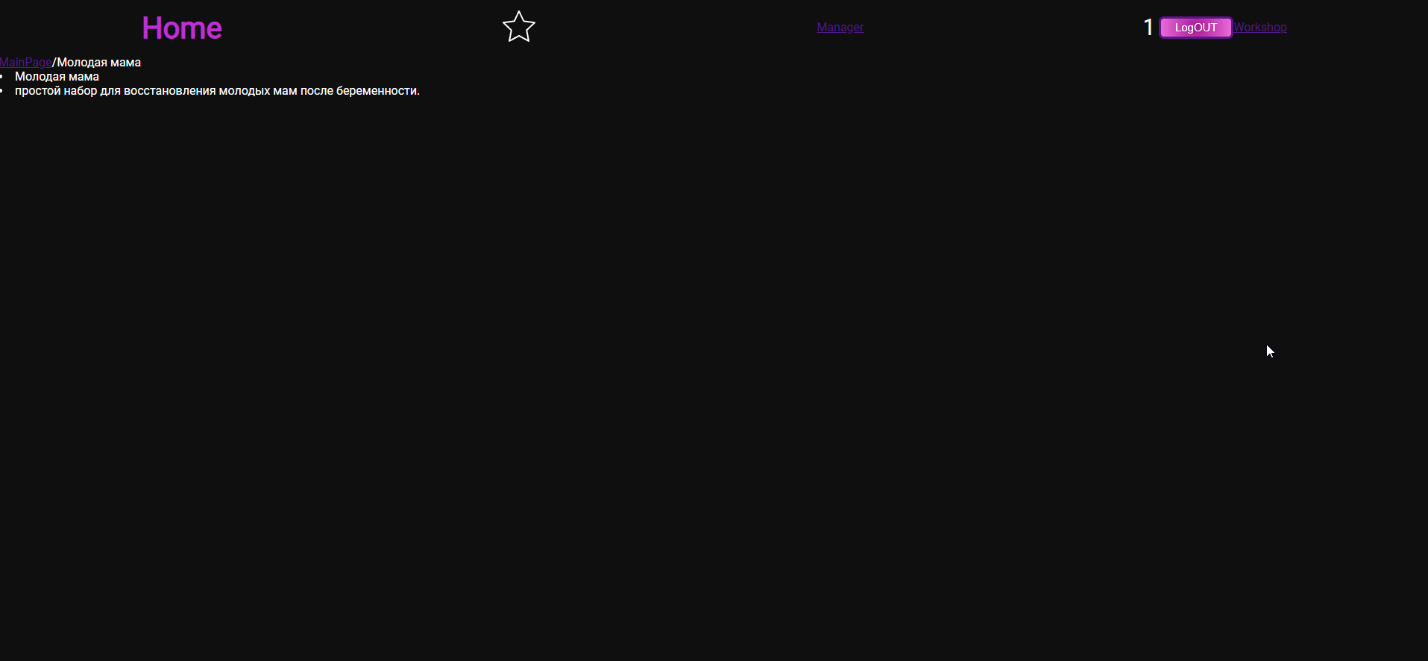 Home
Manager
1 LogOUT Workshop
MainPage/Молодая мама
Молодая мама
простой набор для восстановления молодых мам после беременности.